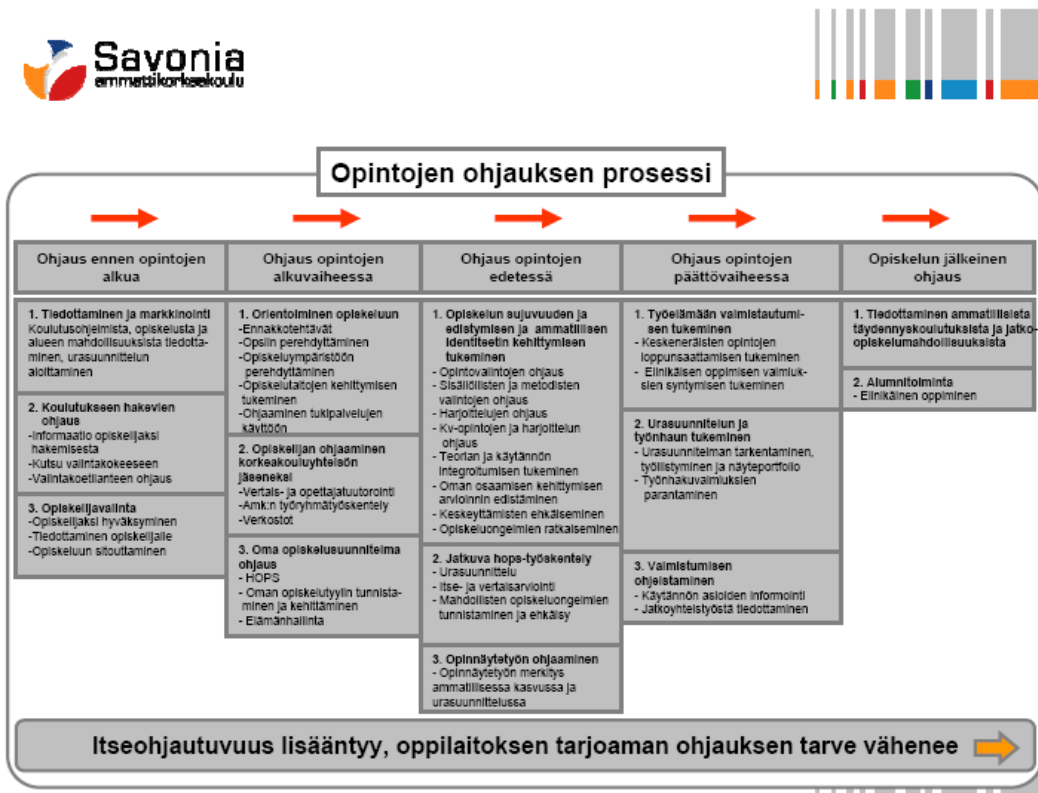 Savonia
ammattikorkeakoulu
Opintojen ohjauksen prosessi
Ohjaus ennen opintojen
alkua
1. Tiedottaminen ja markkinointi
Koulutusohjelmista, opiskelusta ja
alueen mahdollisuuksista tiedotta-
minen, urasuunnittelun
aloittaminen
2. Koulutukseen hakevien
ohjaus
-Informaatio opiskelijaksi
hakemisesta
-Kutsu valintakokeeseen
-Valintakoetilanteen ohjaus
3. Opiskelijavalinta
-Opiskelijaksi hyväksyminen
-Tiedottaminen opiskelijalle
-Opiskeluun sitouttaminen
Ohjaus opintojen
alkuvaiheessa
1. Orientoiminen opiskeluun
-Ennakkotehtävät
-Opsiin perehdyttäminen
-Opiskeluympäristöön
perehdyttäminen
-Opiskelutaitojen kehittymisen
tukeminen
-Ohjaaminen tukipalvelujen
käyttöön
2. Opiskelijan ohjaaminen
korkeakouluyhteisön
jäseneksi
-Vertais- ja opettajatuutorointi
-Amk:n työryhmätyöskentely
-Verkostot
3. Oma opiskelusuunnitelma
ohjaus
- HOPS
- Oman opiskelutyylin tunnista-
minen ja kehittäminen
- Elämänhallinta
Ohjaus opintojen
edetessä
1. Opiskelun sujuvuuden ja
edistymisen ja ammatillisen
identiteetin kehittymisen
tukeminen
- Opintovalintojen ohjaus
- Sisällöllisten ja metodisten
valintojen ohjaus
- Harjoittelujen ohjaus
- Kv-opintojen ja harjoittelun
ohjaus
- Teorian ja käytännön
integroitumisen tukeminen
- Oman osaamisen kehittymisen
arvioinnin edistäminen
- Keskeyttämisten ehkäiseminen
- Opiskeluongelmien ratkaiseminen
2. Jatkuva hops-työskentely
- Urasuunnittelu
- Itse- ja vertaisarviointi
- Mahdollisten opiskeluongelmien
tunnistaminen ja ehkäisy
3. Opinnäytetyön ohjaaminen
- Opinnäytetyön merkitys
ammatillisessa kasvussa ja
urasuunnittelussa
Ohjaus opintojen
päättövaiheessa
1. Työelämään valmistautumi-
sen tukeminen
- Keskeneräisten opintojen
loppunsaattamisen tukeminen
- Elinikäisen oppimisen valmiuk-
sien syntymisen tukeminen
2. Urasuunnitelun ja
työnhaun tukeminen
- Urasuunnitelman tarkentaminen,
työllistyminen ja näyteportfolio
- Työnhakuvalmiuksien
parantaminen
3. Valmistumisen
ohjeistaminen
- Käytännön asioiden informointi
- Jatkoyhteistyöstä tiedottaminen
Opiskelun jälkeinen
ohjaus
1. Tiedottaminen ammatillisista
täydennyskoulutuksista ja jatko-
opiskelumahdollisuuksista
2. Alumnitoiminta
- Elinikäinen oppiminen
Itseohjautuvuus lisääntyy, oppilaitoksen tarjoaman ohjauksen tarve vähenee